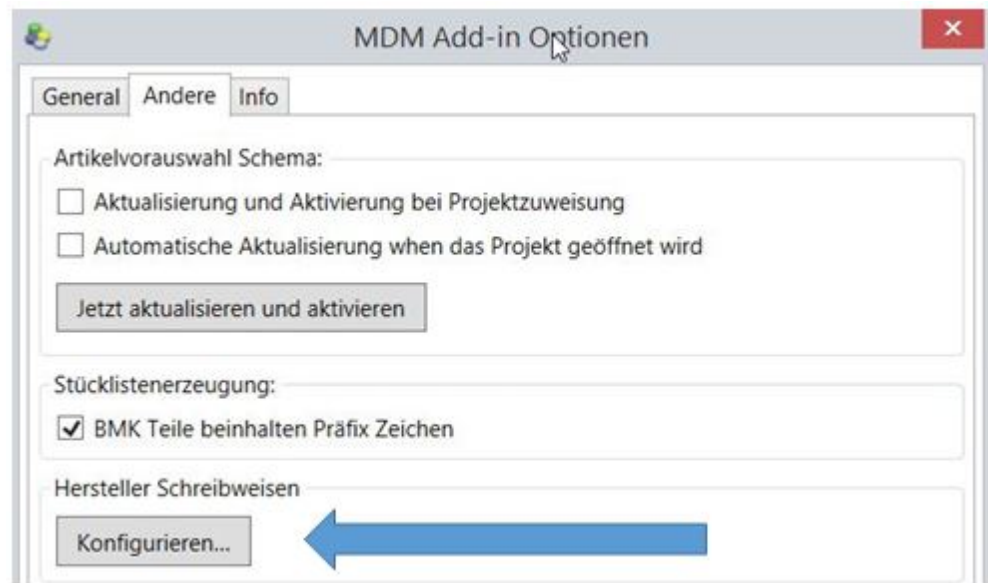 MDM Add-in Optionen
General Andere Info
Artikelvorauswahl Schema:
Aktualisierung und Aktivierung bei Projektzuweisung
Automatische Aktualisierung when das Projekt geöffnet wird
Jetzt aktualisieren und aktivieren
Stücklistenerzeugung:
BMK Teile beinhalten Präfix Zeichen
Hersteller Schreibweisen
Konfigurieren...